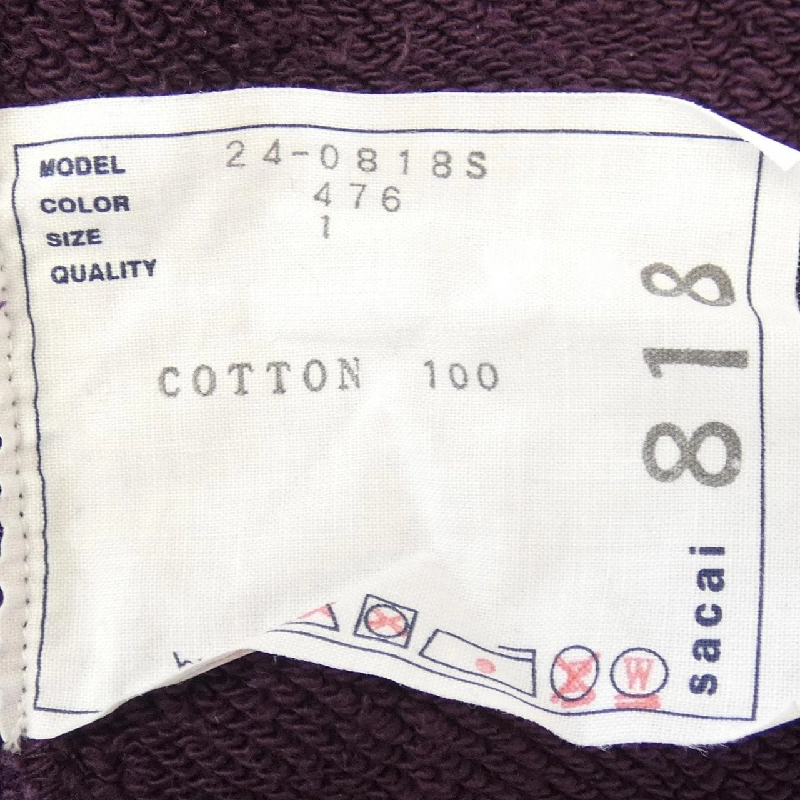 MODEL 24-0818S
COLOR 476
SIZE 1
QUALITY
COTTON 100
sacai 818
W